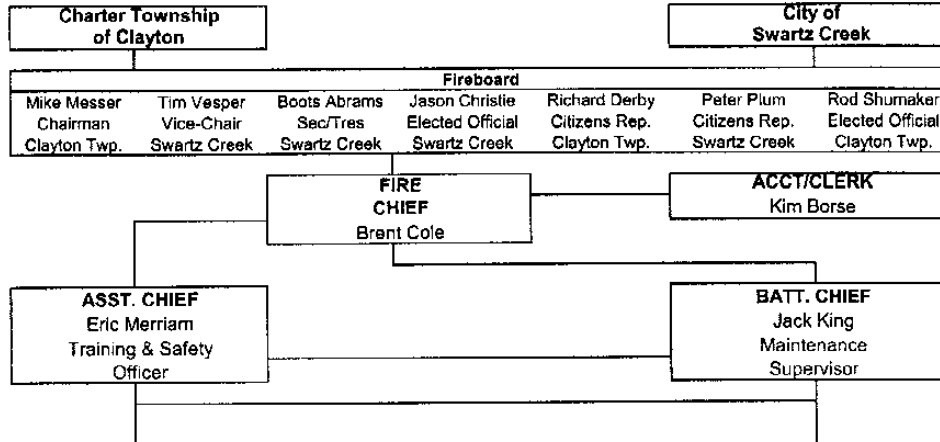 Charter Township
of Clayton
City of
Swartz Creek
Fireboard
Mike Messer
Chairman
Clayton Twp.
Tim Vesper
Vice-Chair
Swartz Creek
Boots Abrams
Sec/Tres
Swartz Creek
Jason Christie
Elected Official
Swartz Creek
Richard Derby
Citizens Rep.
Clayton Twp.
Peter Plum
Citizens Rep.
Swartz Creek
Rod Shumaker
Elected Official
Clayton Twp.
FIRE
CHIEF
Brent Cole
ACCT/CLERK
Kim Borse
ASST. CHIEF
Eric Merriam
Training & Safety
Officer
BATT. CHIEF
Jack King
Maintenance
Supervisor